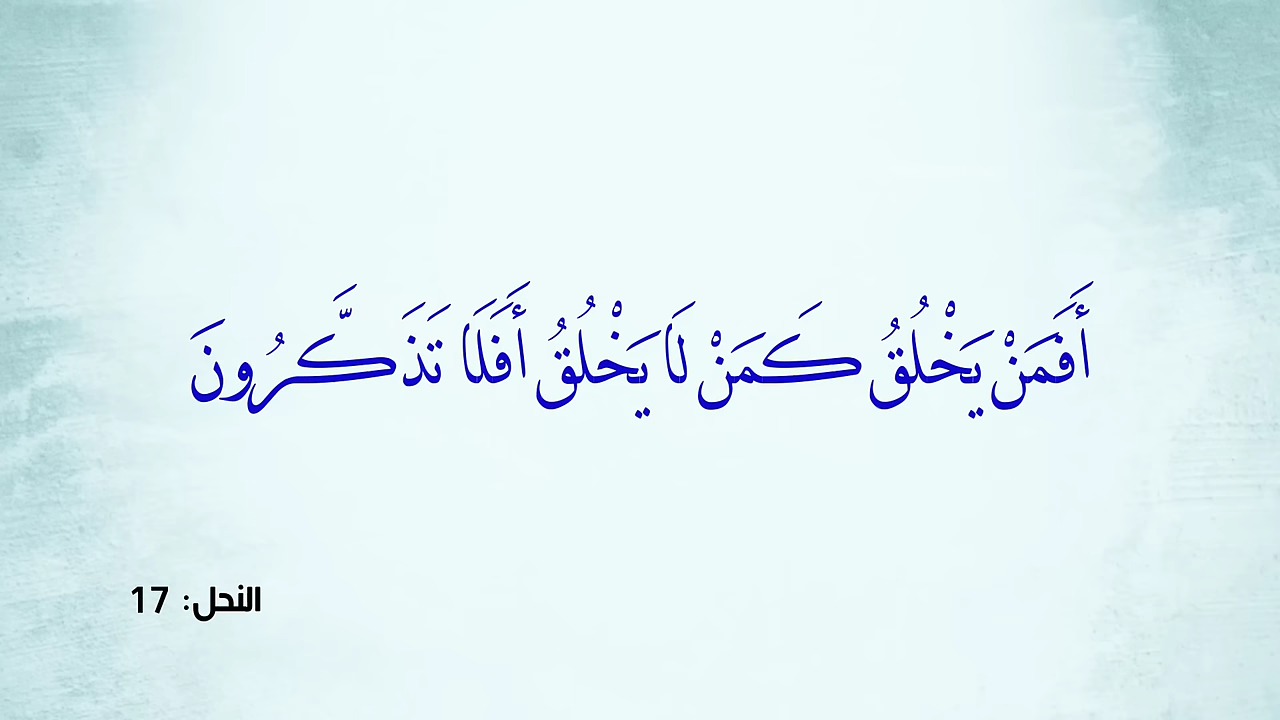 أَفَمَنْ يَخْلُقُ كَمَنْ لَا يَخْلُقُ أَفَلَا تَذَكَّرُونَ
النحل: 17